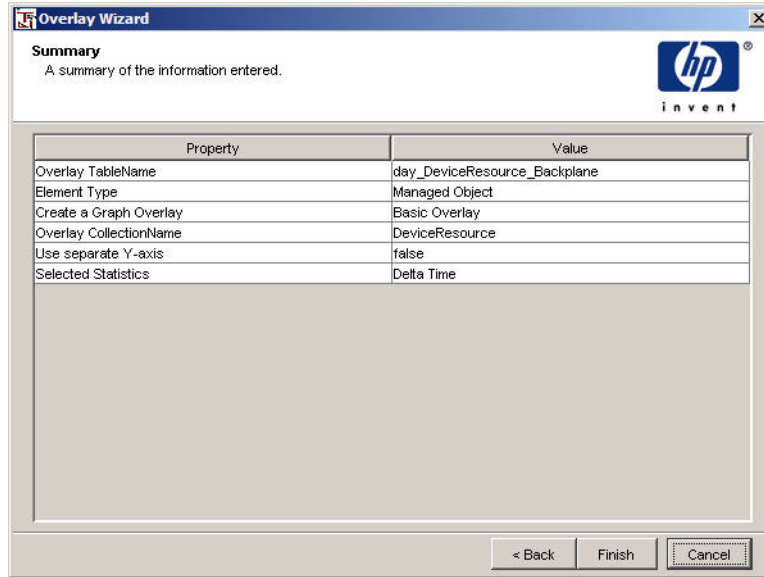 Overlay Wizard
Summary
A summary of the information entered.
hp
®
invent
Property Value
Overlay TableName day_DeviceResource_Backplane
Element Type Managed Object
Create a Graph Overlay Basic Overlay
Overlay CollectionName DeviceResource
Use separate Y-axis false
Selected Statistics Delta Time
< Back Finish Cancel